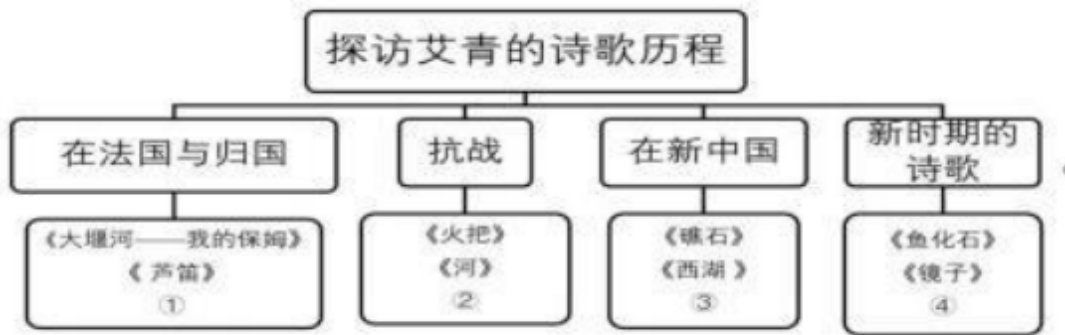 探访艾青的诗歌历程
在法国与归国
抗战
在新中国
新时期的
诗歌
《大堰河——我的保姆》
《芦笛》
①
《火把》
《河》
②
《礁石》
《西湖》
③
《鱼化石》
《镜子》
④